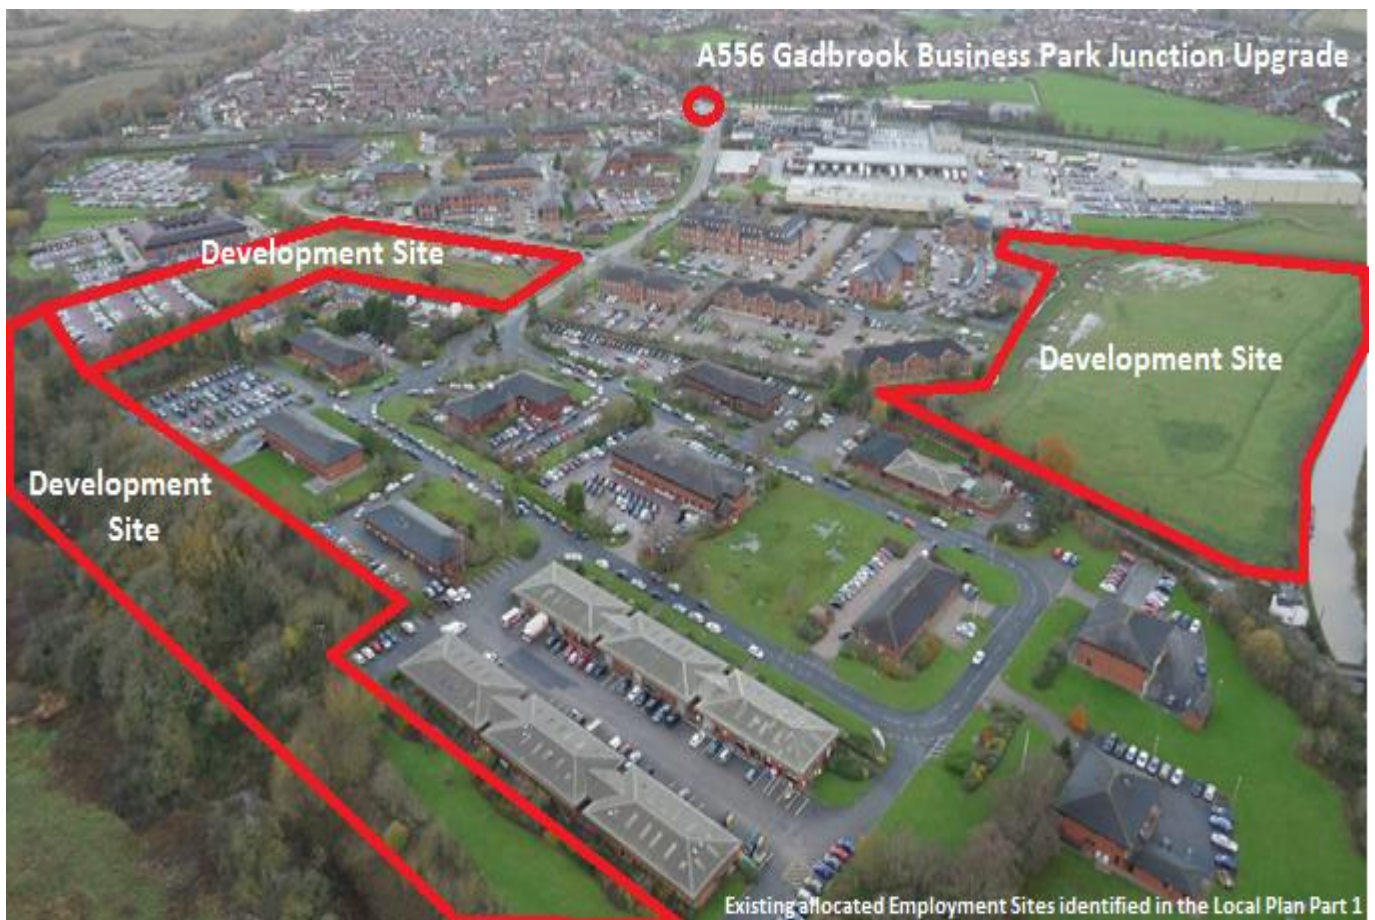 A556 Gadbrook Business Park Junction Upgrade
Development Site
Development Site
Development
Site
Existing allocated Employment Sites identified in the Local Plan Part 1